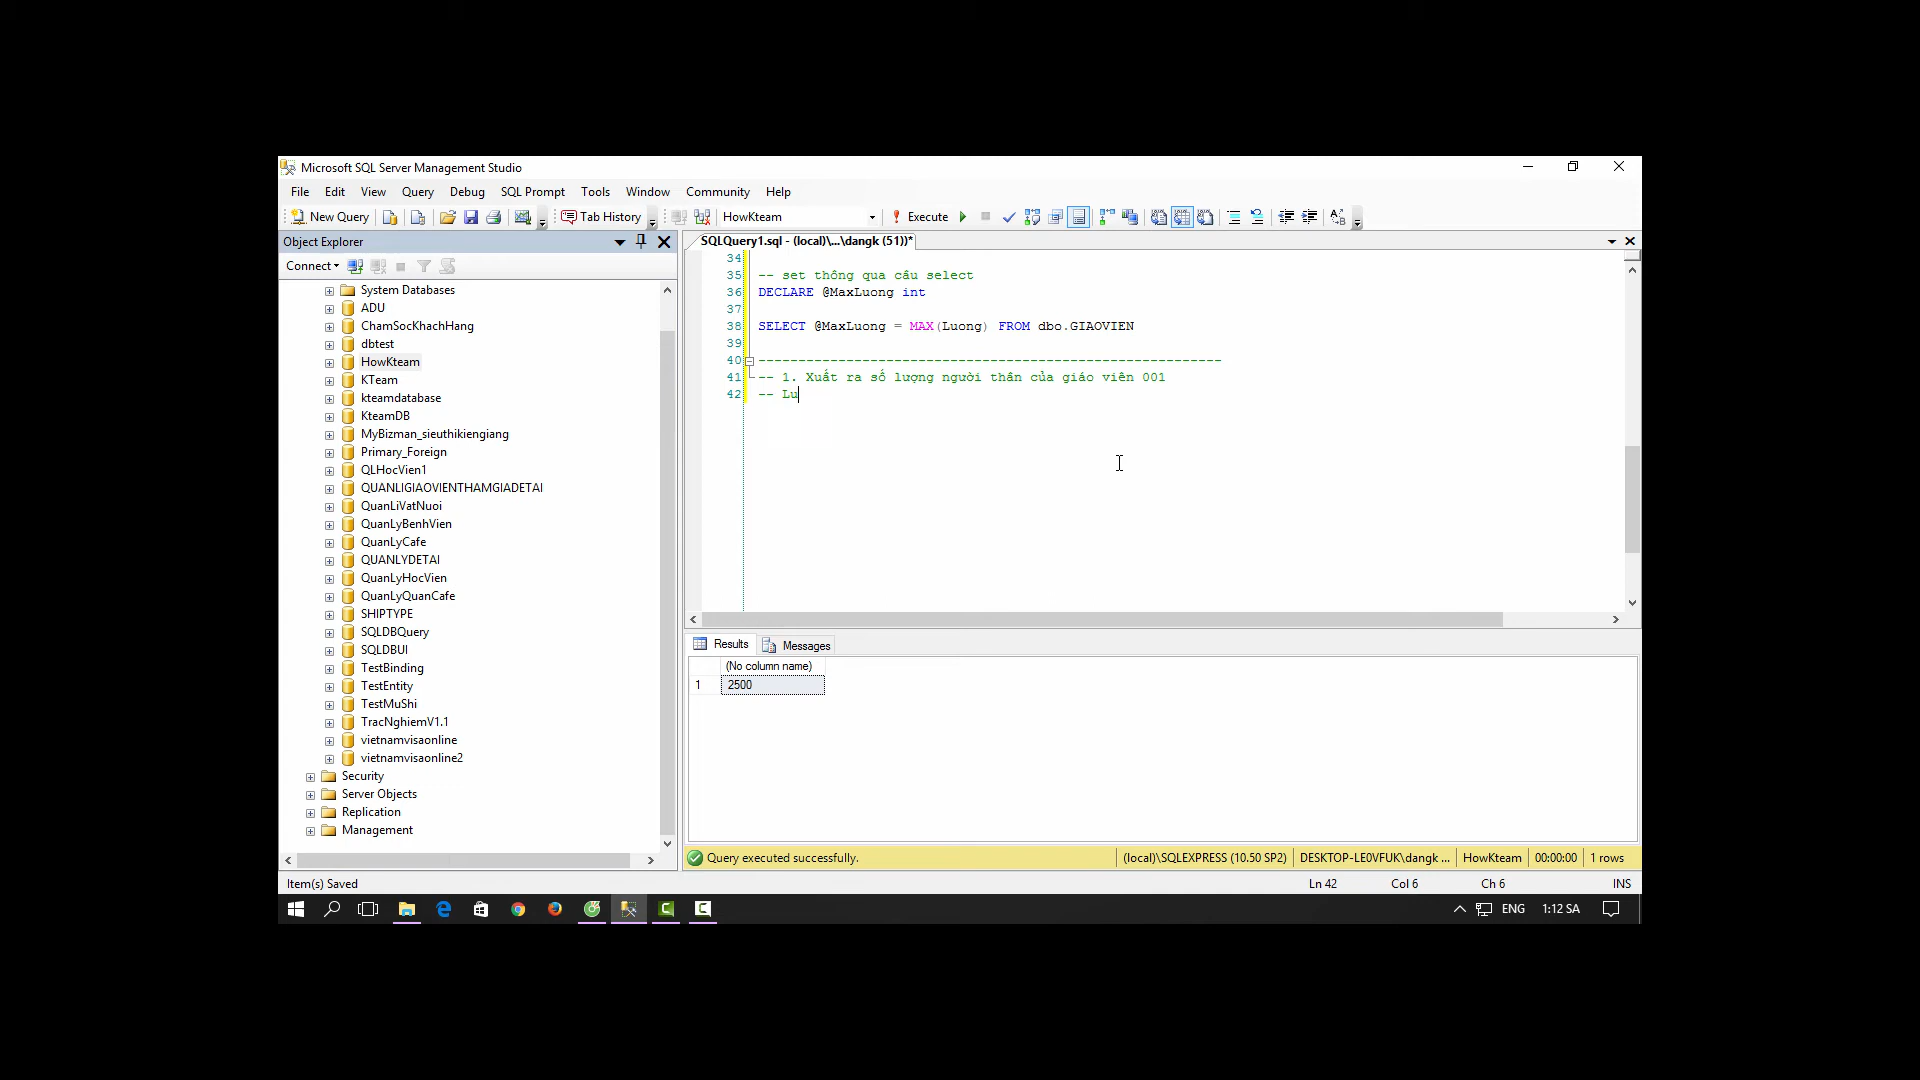 Microsoft SQL Server Management Studio
File Edit View Query Debug SQL Prompt Tools Window Community Help
New Query Tab History HowKteam Execute
Object Explorer
SQLQuery1.sql - (local)\...\dangk (51))*
Connect
System Databases
ADU
ChamSocKhachHang
dbtest
HowKteam
KTeam
kteamdatabase
KteamDB
MyBizman_sieuthikiengiang
Primary_Foreign
QLHocVien1
QUANLIGIAOVIENTHAMGIADETAI
QuanLiVatNuoi
QuanLyBenhVien
QuanLyCafe
QUANLYDETAI
QuanLyHocVien
QuanLyQuanCafe
SHIPTYPE
SQLDBQuery
SQLDBUI
TestBinding
TestEntity
TestMuShi
TracNghiemV1.1
vietnamvisaonline
vietnamvisaonline2
Security
Server Objects
Replication
Management
34
35 -- set thông qua câu select
36 DECLARE @MaxLuong int
37
38 SELECT @MaxLuong = MAX(Luong) FROM dbo.GIAOVIEN
39
40 ----------------------------------------------------------
41 -- 1. Xuất ra số lượng người thân của giáo viên 001
42 -- Lu
Results Messages
(No column name)
1 2500
Query executed successfully. (local)\SQLEXPRESS (10.50 SP2) DESKTOP-LE0VFUK\dangk ... HowKteam 00:00:00 1 rows
Item(s) Saved Ln 42 Col 6 Ch 6 INS
ENG 1:12 SA